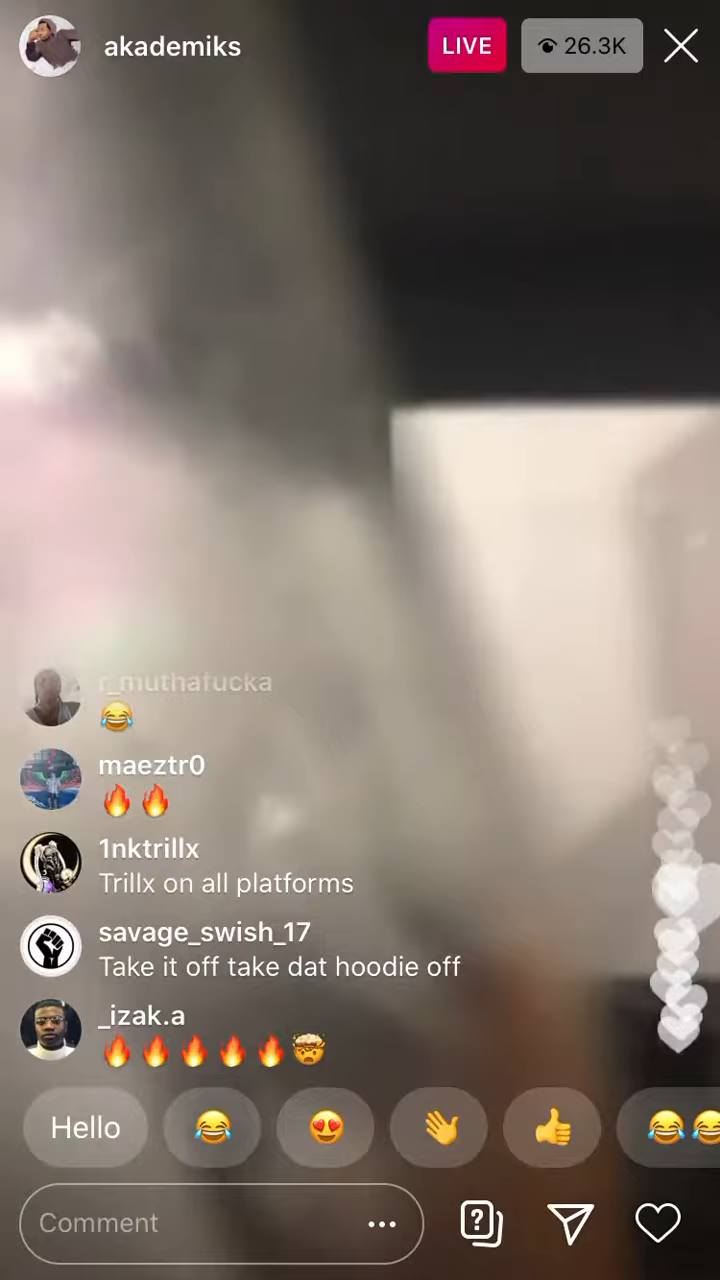 akademiks
LIVE
26.3K
r_muthafucka
😂
maeztr0
🔥🔥
1nktrillx
Trillx on all platforms
savage_swish_17
Take it off take dat hoodie off
_izak.a
🔥🔥🔥🔥🔥🤯
Hello 😂 😍 👋 👍 😂😂
Comment